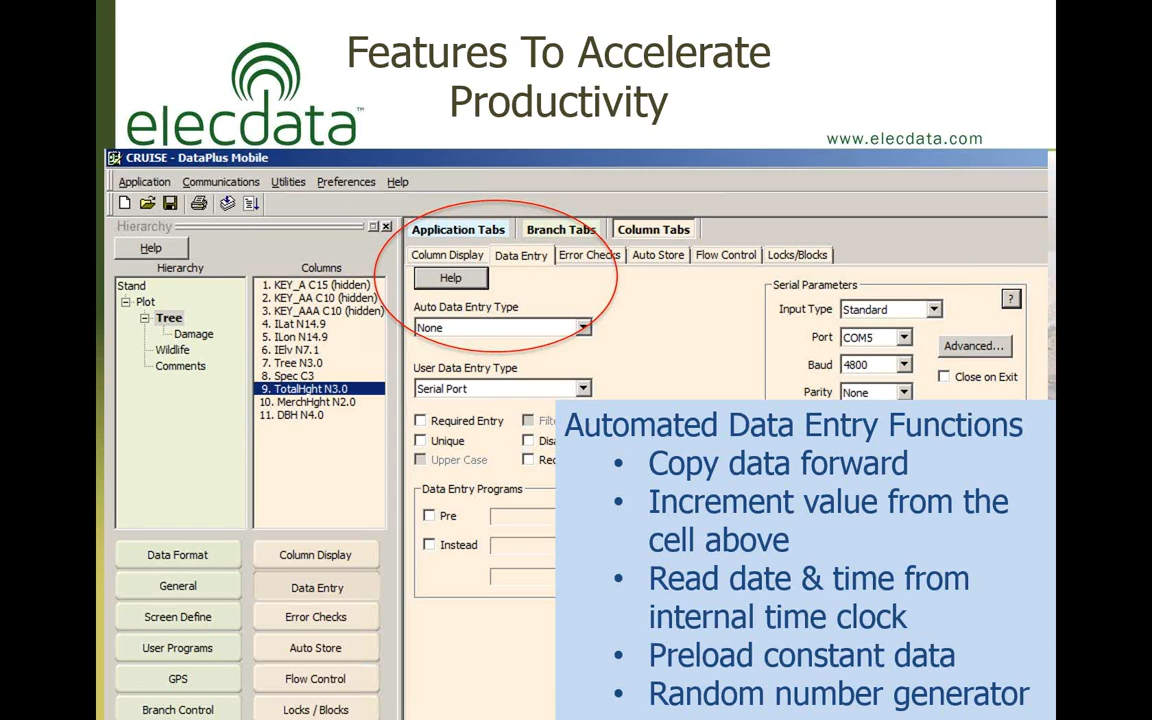 Features To Accelerate
Productivity
elecdata™
www.elecdata.com
CRUISE - DataPlus Mobile
Application Communications Utilities Preferences Help
Hierarchy
Help
Hierarchy
Columns
Stand
Plot
Tree
Damage
Wildlife
Comments
1. KEY_A C15 (hidden)
2. KEY_AA C10 (hidden)
3. KEY_AAA C10 (hidden)
4. ILat N14.9
5. ILon N14.9
6. IElv N7.1
7. Tree N3.0
8. Spec C3
9. TotalHght N3.0
10. MerchHght N2.0
11. DBH N4.0
Data Format
General
Screen Define
User Programs
GPS
Branch Control
Column Display
Data Entry
Error Checks
Auto Store
Flow Control
Locks / Blocks
Application Tabs Branch Tabs Column Tabs
Column Display Data Entry Error Checks Auto Store Flow Control Locks/Blocks
Help
Auto Data Entry Type
None
User Data Entry Type
Serial Port
Required Entry
Unique
Upper Case
Data Entry Programs
Pre
Instead
Serial Parameters
?
Input Type Standard
Port COM5
Advanced...
Baud 4800
Close on Exit
Parity None
Automated Data Entry Functions
• Copy data forward
• Increment value from the
cell above
• Read date & time from
internal time clock
• Preload constant data
• Random number generator